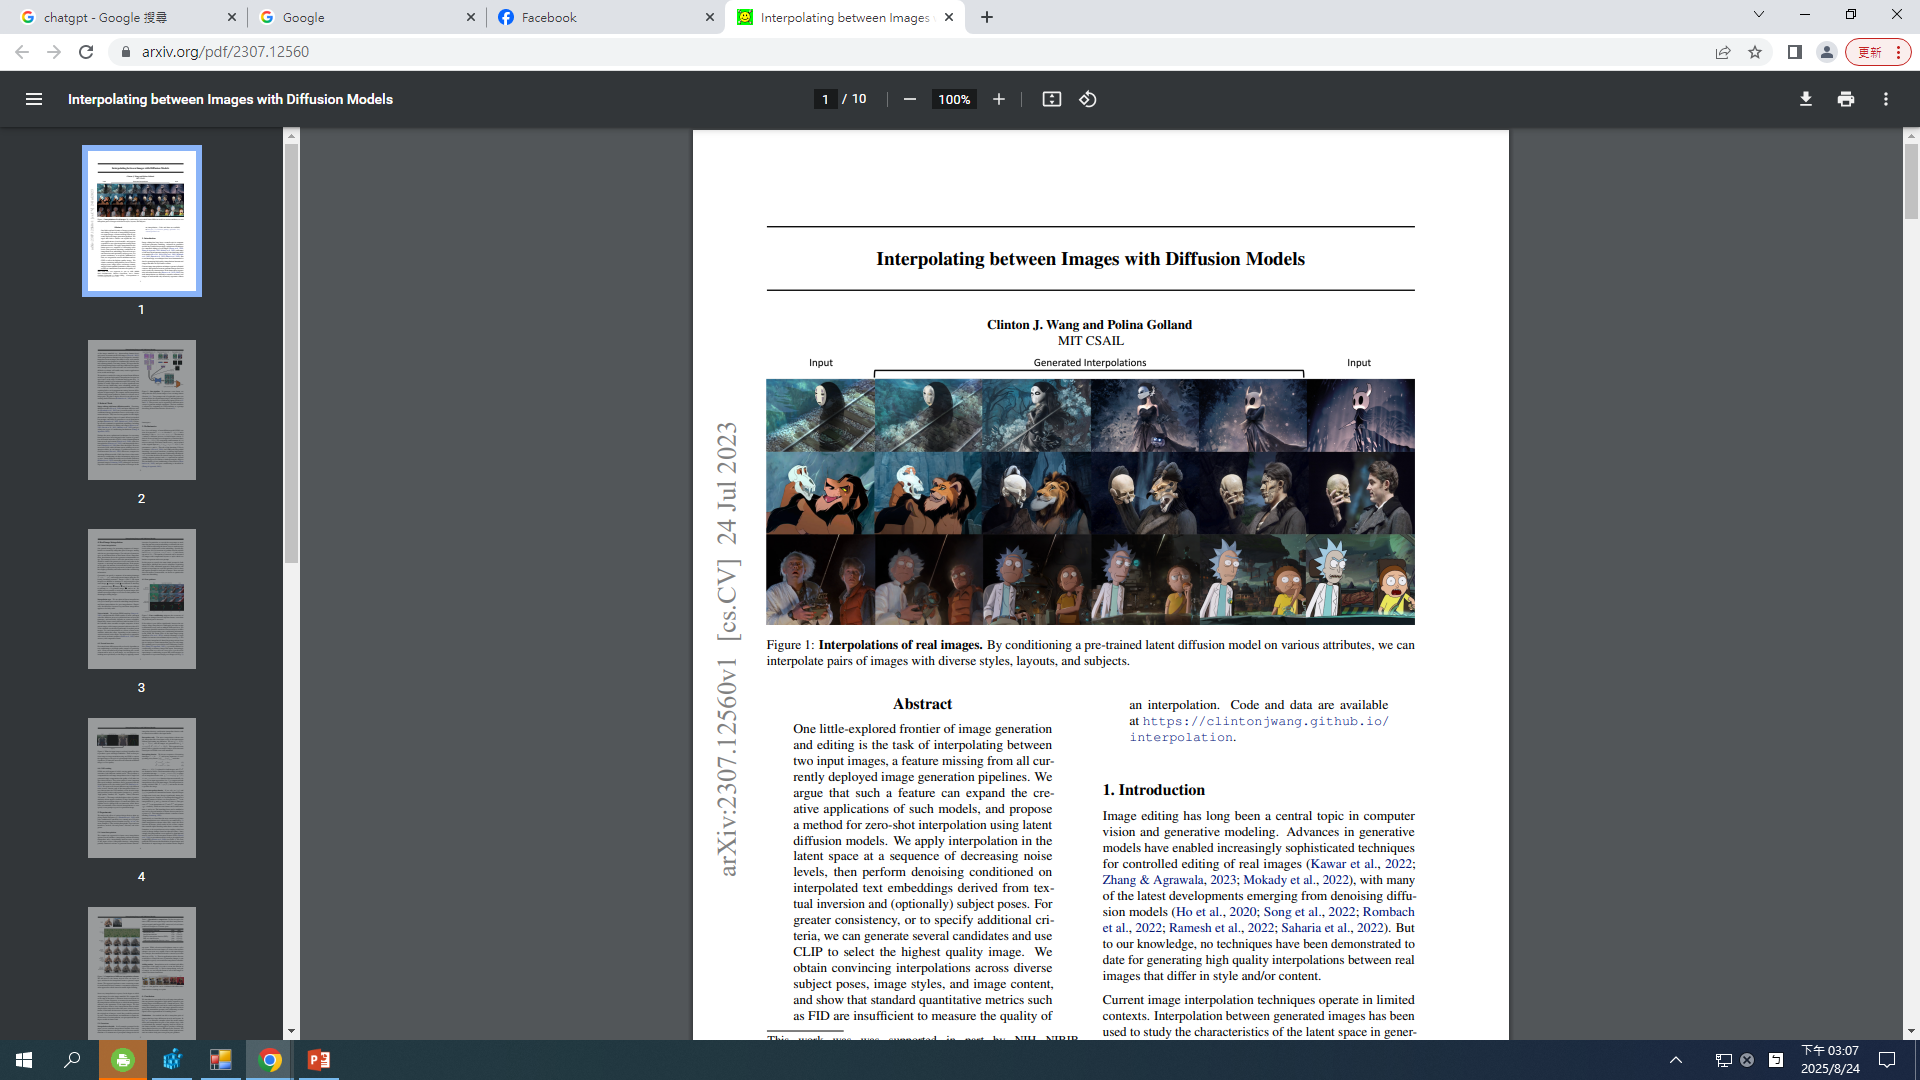 chatgpt - Google 搜尋
Google
Facebook
Interpolating between Images
arxiv.org/pdf/2307.12560
更新
Interpolating between Images with Diffusion Models
1 / 10
100%
1
2
3
4
Interpolating between Images with Diffusion Models
Clinton J. Wang and Polina Golland
MIT CSAIL
Input
Generated Interpolations
Input
Figure 1: Interpolations of real images. By conditioning a pre-trained latent diffusion model on various attributes, we can
interpolate pairs of images with diverse styles, layouts, and subjects.
arXiv:2307.12560v1 [cs.CV] 24 Jul 2023
Abstract
One little-explored frontier of image generation
and editing is the task of interpolating between
two input images, a feature missing from all cur-
rently deployed image generation pipelines. We
argue that such a feature can expand the cre-
ative applications of such models, and propose
a method for zero-shot interpolation using latent
diffusion models. We apply interpolation in the
latent space at a sequence of decreasing noise
levels, then perform denoising conditioned on
interpolated text embeddings derived from tex-
tual inversion and (optionally) subject poses. For
greater consistency, or to specify additional cri-
teria, we can generate several candidates and use
CLIP to select the highest quality image. We
obtain convincing interpolations across diverse
subject poses, image styles, and image content,
and show that standard quantitative metrics such
as FID are insufficient to measure the quality of
This work was was supported in part by NIH NIBIB
an interpolation. Code and data are available
at https://clintonjwang.github.io/
interpolation.
1. Introduction
Image editing has long been a central topic in computer
vision and generative modeling. Advances in generative
models have enabled increasingly sophisticated techniques
for controlled editing of real images (Kawar et al., 2022;
Zhang & Agrawala, 2023; Mokady et al., 2022), with many
of the latest developments emerging from denoising diffu-
sion models (Ho et al., 2020; Song et al., 2022; Rombach
et al., 2022; Ramesh et al., 2022; Saharia et al., 2022). But
to our knowledge, no techniques have been demonstrated to
date for generating high quality interpolations between real
images that differ in style and/or content.
Current image interpolation techniques operate in limited
contexts. Interpolation between generated images has been
used to study the characteristics of the latent space in gener-
下午 03:07
2025/8/24